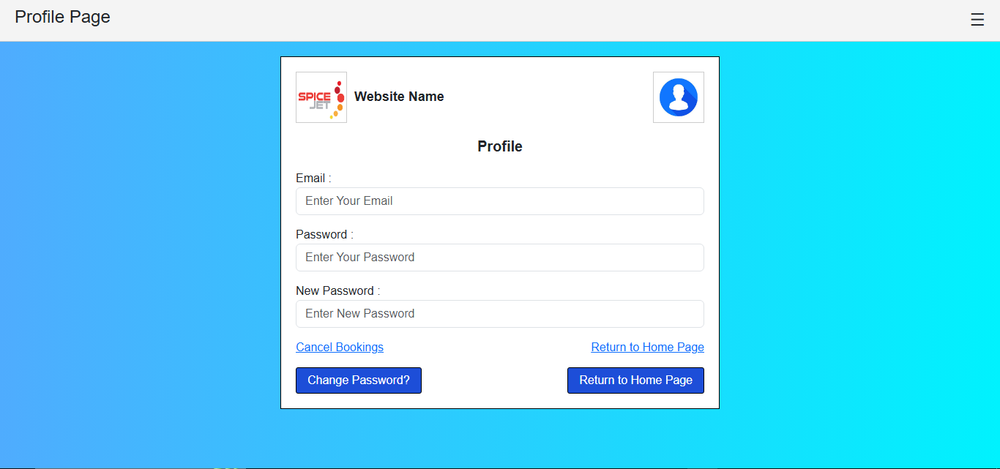 Profile Page
SPICE
JET
Website Name
Profile
Email :
Enter Your Email
Password :
Enter Your Password
New Password :
Enter New Password
Cancel Bookings Return to Home Page
Change Password? Return to Home Page